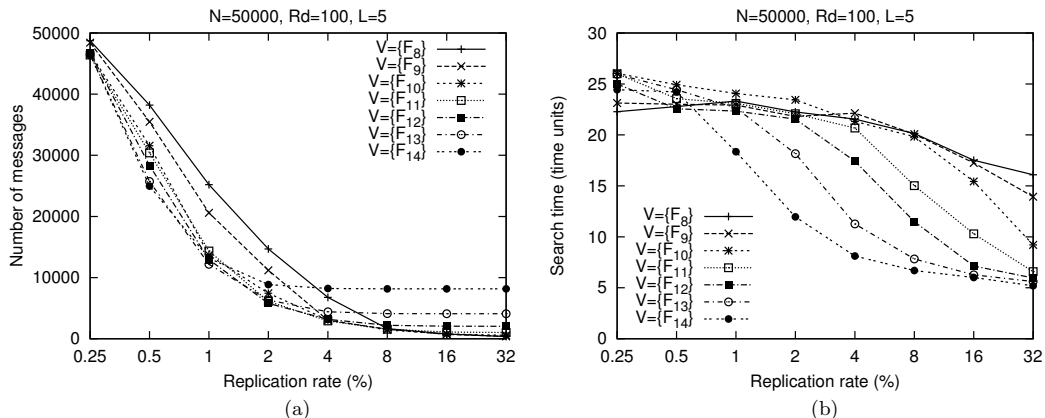 N=50000, Rd=100, L=5
50000
40000
30000
20000
10000
0
Number of messages
V={F8}
V={F9}
V={F10}
V={F11}
V={F12}
V={F13}
V={F14}
0.25 0.5 1 2 4 8 16 32
Replication rate (%)
(a)
N=50000, Rd=100, L=5
30
25
20
15
10
5
0
Search time (time units)
V={F8}
V={F9}
V={F10}
V={F11}
V={F12}
V={F13}
V={F14}
0.25 0.5 1 2 4 8 16 32
Replication rate (%)
(b)